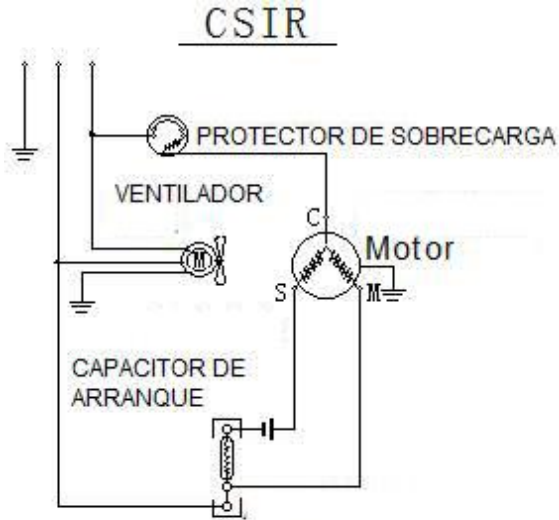 CSIR
PROTECTOR DE SOBRECARGA
VENTILADOR
C
Motor
M
S
M
CAPACITOR DE
ARRANQUE